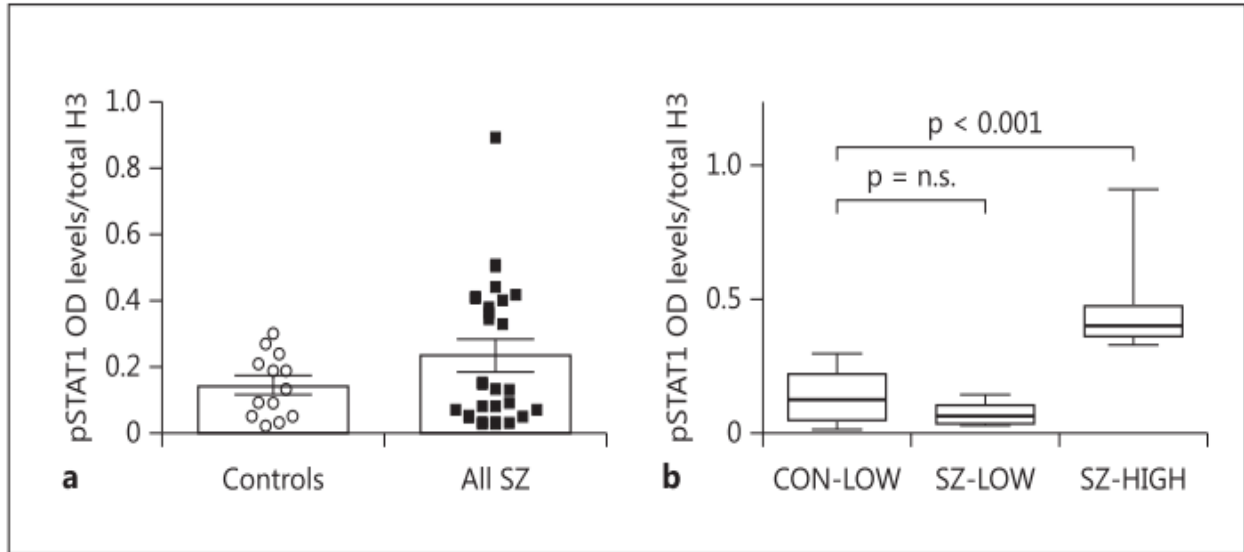 pSTAT1 OD levels/total H3
1.0
0.8
0.6
0.4
0.2
0
Controls
All SZ
a
pSTAT1 OD levels/total H3
1.0
0.5
0
p < 0.001
p = n.s.
CON-LOW
SZ-LOW
SZ-HIGH
b